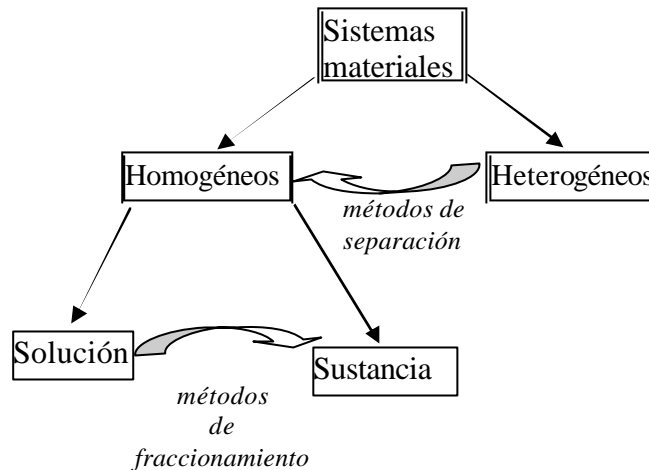 Sistemas
materiales
Homogéneos
Heterogéneos
métodos de
separación
Solución
Sustancia
métodos
de
fraccionamiento